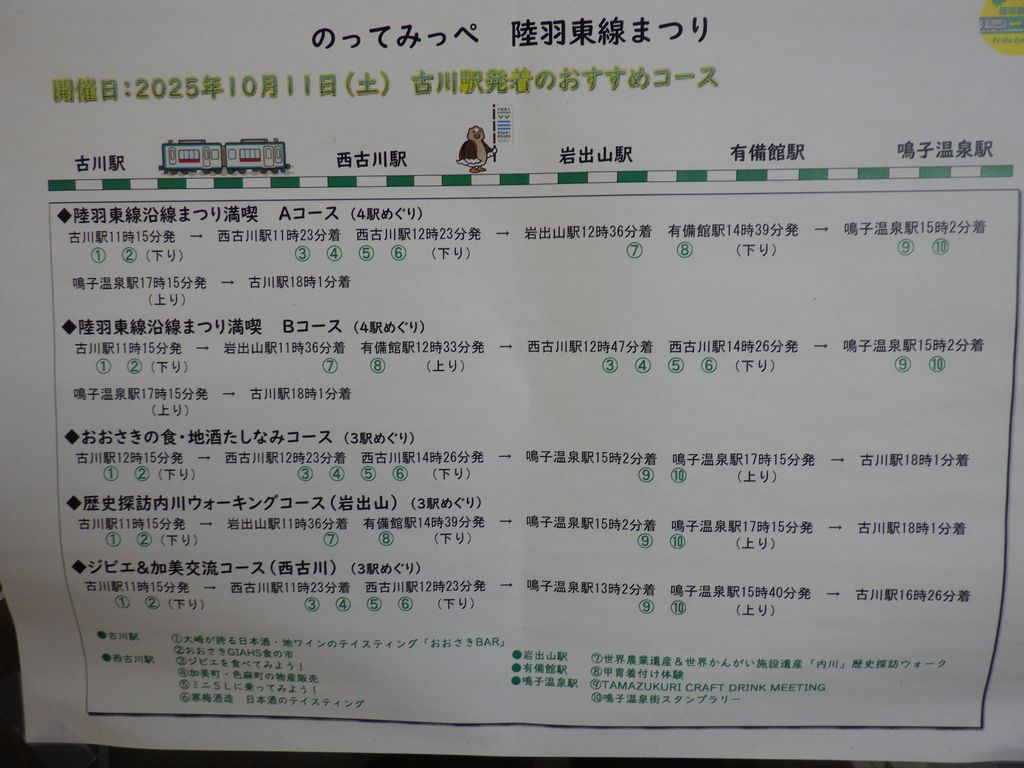 のってみっぺ　陸羽東線まつり
開催日：2025年10月11日（土）　古川駅発着のおすすめコース
古川駅　西古川駅　岩出山駅　有備館駅　鳴子温泉駅
◆陸羽東線沿線まつり満喫　Aコース（4駅めぐり）
古川駅11時15分発　→　西古川駅11時23分着　西古川駅12時23分発　→　岩出山駅12時36分着　有備館駅14時39分発　→　鳴子温泉駅15時2分着
①　②（下り）　③　④　⑤　⑥　（下り）　⑦　⑧　（下り）　⑨　⑩
鳴子温泉駅17時15分発　→　古川駅18時1分着
（上り）
◆陸羽東線沿線まつり満喫　Bコース（4駅めぐり）
古川駅11時15分発　→　岩出山駅11時36分着　有備館駅12時33分発　→　西古川駅12時47分着　西古川駅14時26分発　→　鳴子温泉駅15時2分着
①　②（下り）　⑦　⑧　（上り）　③　④　⑤　⑥　（下り）　⑨　⑩
鳴子温泉駅17時15分発　→　古川駅18時1分着
（上り）
◆おおさきの食・地酒たしなみコース（3駅めぐり）
古川駅12時15分発　→　西古川駅12時23分着　西古川駅14時26分発　→　鳴子温泉駅15時2分着　鳴子温泉駅17時15分発　→　古川駅18時1分着
①　②（下り）　③　④　⑤　⑥　（下り）　⑨　⑩　（上り）
◆歴史探訪内川ウォーキングコース（岩出山）（3駅めぐり）
古川駅11時15分発　→　岩出山駅11時36分着　有備館駅14時39分発　→　鳴子温泉駅15時2分着　鳴子温泉駅17時15分発　→　古川駅18時1分着
①　②（下り）　⑦　⑧　（下り）　⑨　⑩　（上り）
◆ジビエ＆加美交流コース（西古川）（3駅めぐり）
古川駅11時15分発　→　西古川駅11時23分着　西古川駅12時23分発　→　鳴子温泉駅13時2分着　鳴子温泉駅15時40分発　→　古川駅16時26分着
①　②（下り）　③　④　⑤　⑥　（下り）　⑨　⑩　（上り）
●古川駅　①大崎が誇る日本酒・地ワインのテイスティング「おおさきBAR」
②おおさきGIAHS食の市
●西古川駅　③ジビエを食べてみよう！
④加美町・色麻町の物産販売
⑤ミニSLに乗ってみよう！
⑥寒梅酒造　日本酒のテイスティング
●岩出山駅　⑦世界農業遺産＆世界かんがい施設遺産「内川」歴史探訪ウォーク
●有備館駅　⑧甲冑着付け体験
●鳴子温泉駅　⑨TAMAZUKURI CRAFT DRINK MEETING
⑩鳴子温泉街スタンプラリー